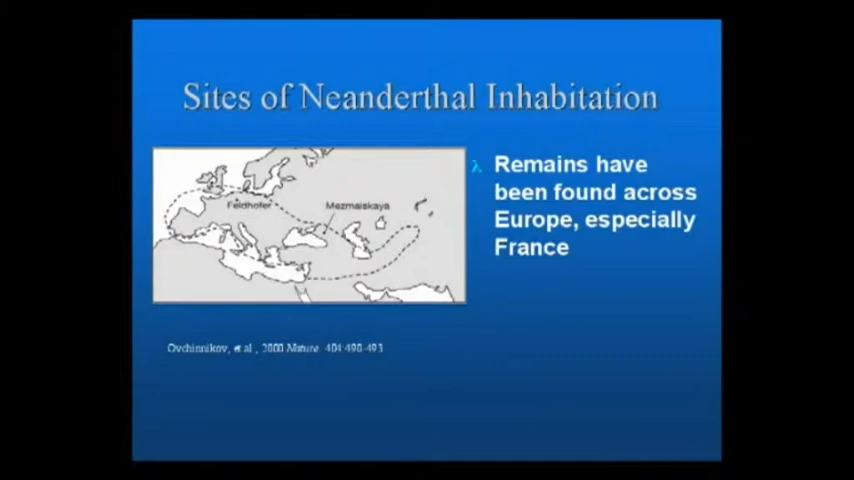 Sites of Neanderthal Inhabitation
Feldhofer
Mezmaiskaya
λ Remains have
been found across
Europe, especially
France
Ovchinnikov, et al., 2000 Nature 404:490-493